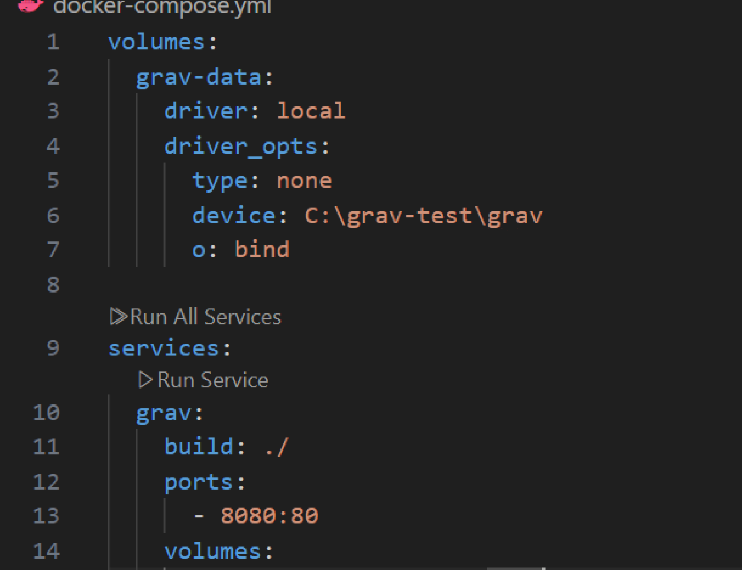 docker-compose.yml
1 volumes:
2 grav-data:
3 driver: local
4 driver_opts:
5 type: none
6 device: C:\grav-test\grav
7 o: bind
8
Run All Services
9 services:
Run Service
10 grav:
11 build: ./
12 ports:
13 - 8080:80
14 volumes: